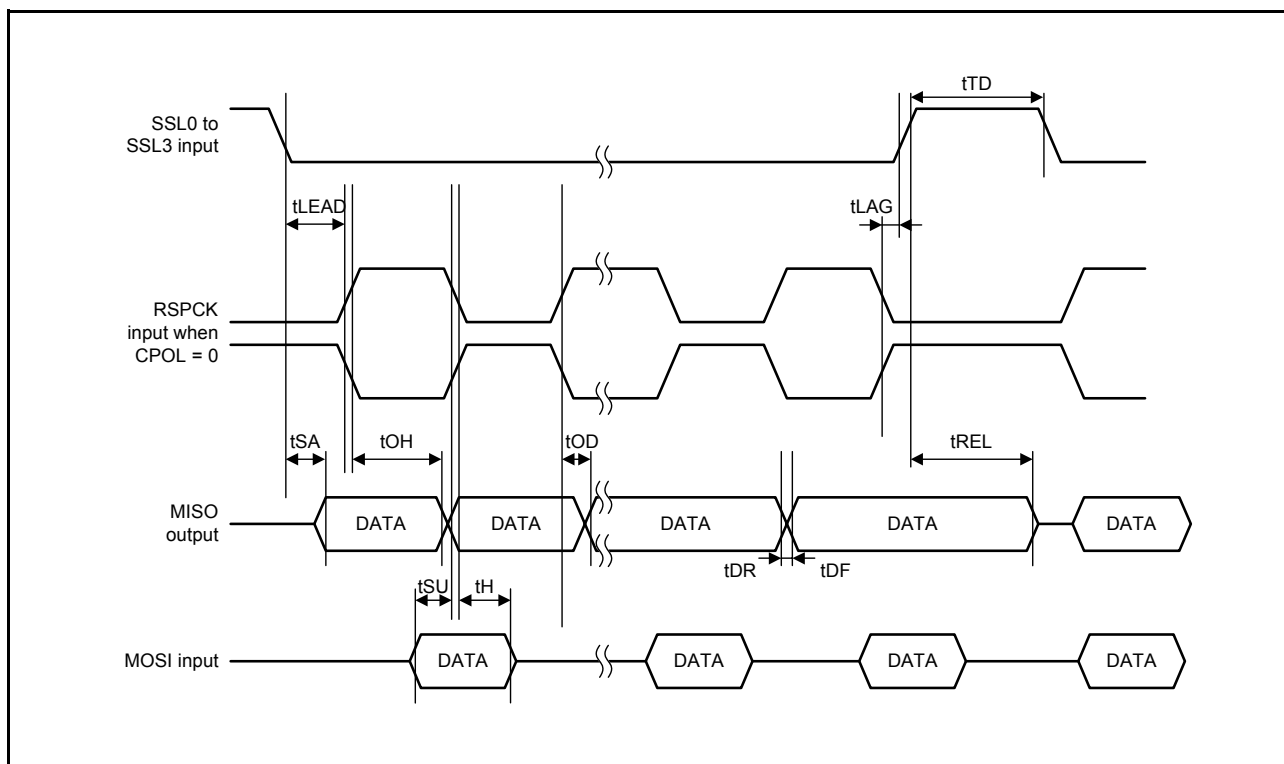 tTD
SSL0 to
SSL3 input
tLEAD
tLAG
RSPCK
input when
CPOL = 0
tSA
tOH
tOD
tREL
MISO
output
DATA
DATA
DATA
DATA
DATA
tDR
tDF
tSU
tH
MOSI input
DATA
DATA
DATA
DATA